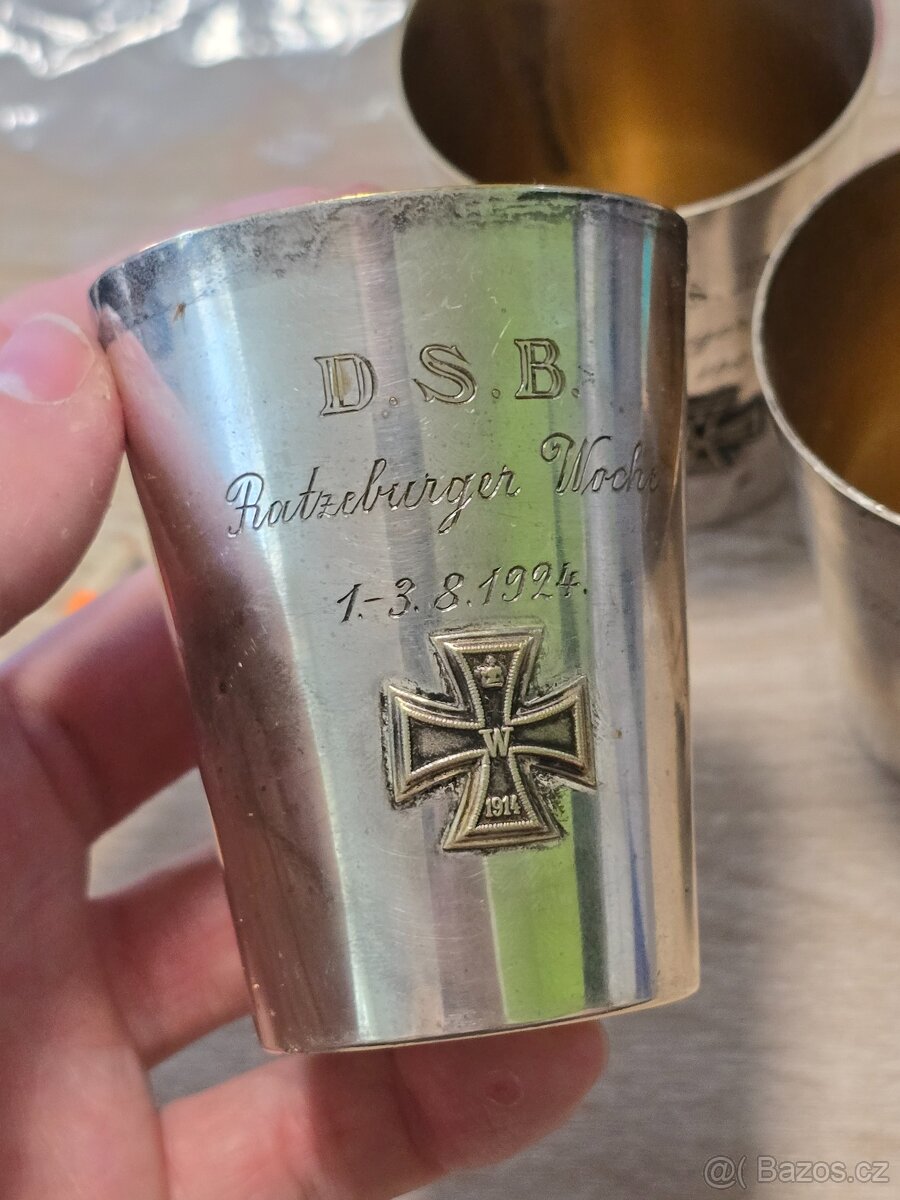 D.S.B.
Ratzeburger Woche
1.-3.8.1924.
W
1914
@( Bazos.cz